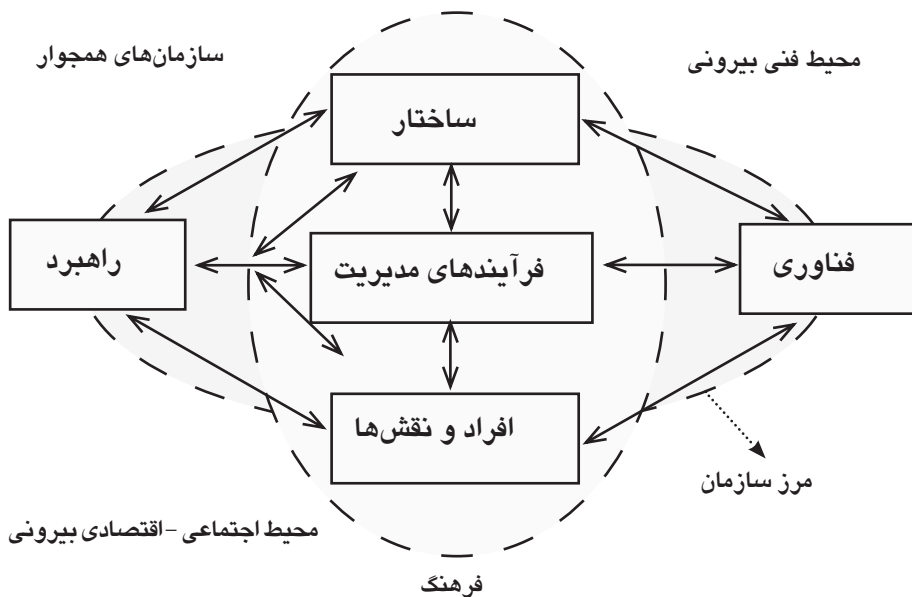 محیط فنی بیرونی
سازمان‌های همجوار
ساختار
فناوری
فرآیندهای مدیریت
راهبرد
افراد و نقش‌ها
مرز سازمان
محیط اجتماعی - اقتصادی بیرونی
فرهنگ